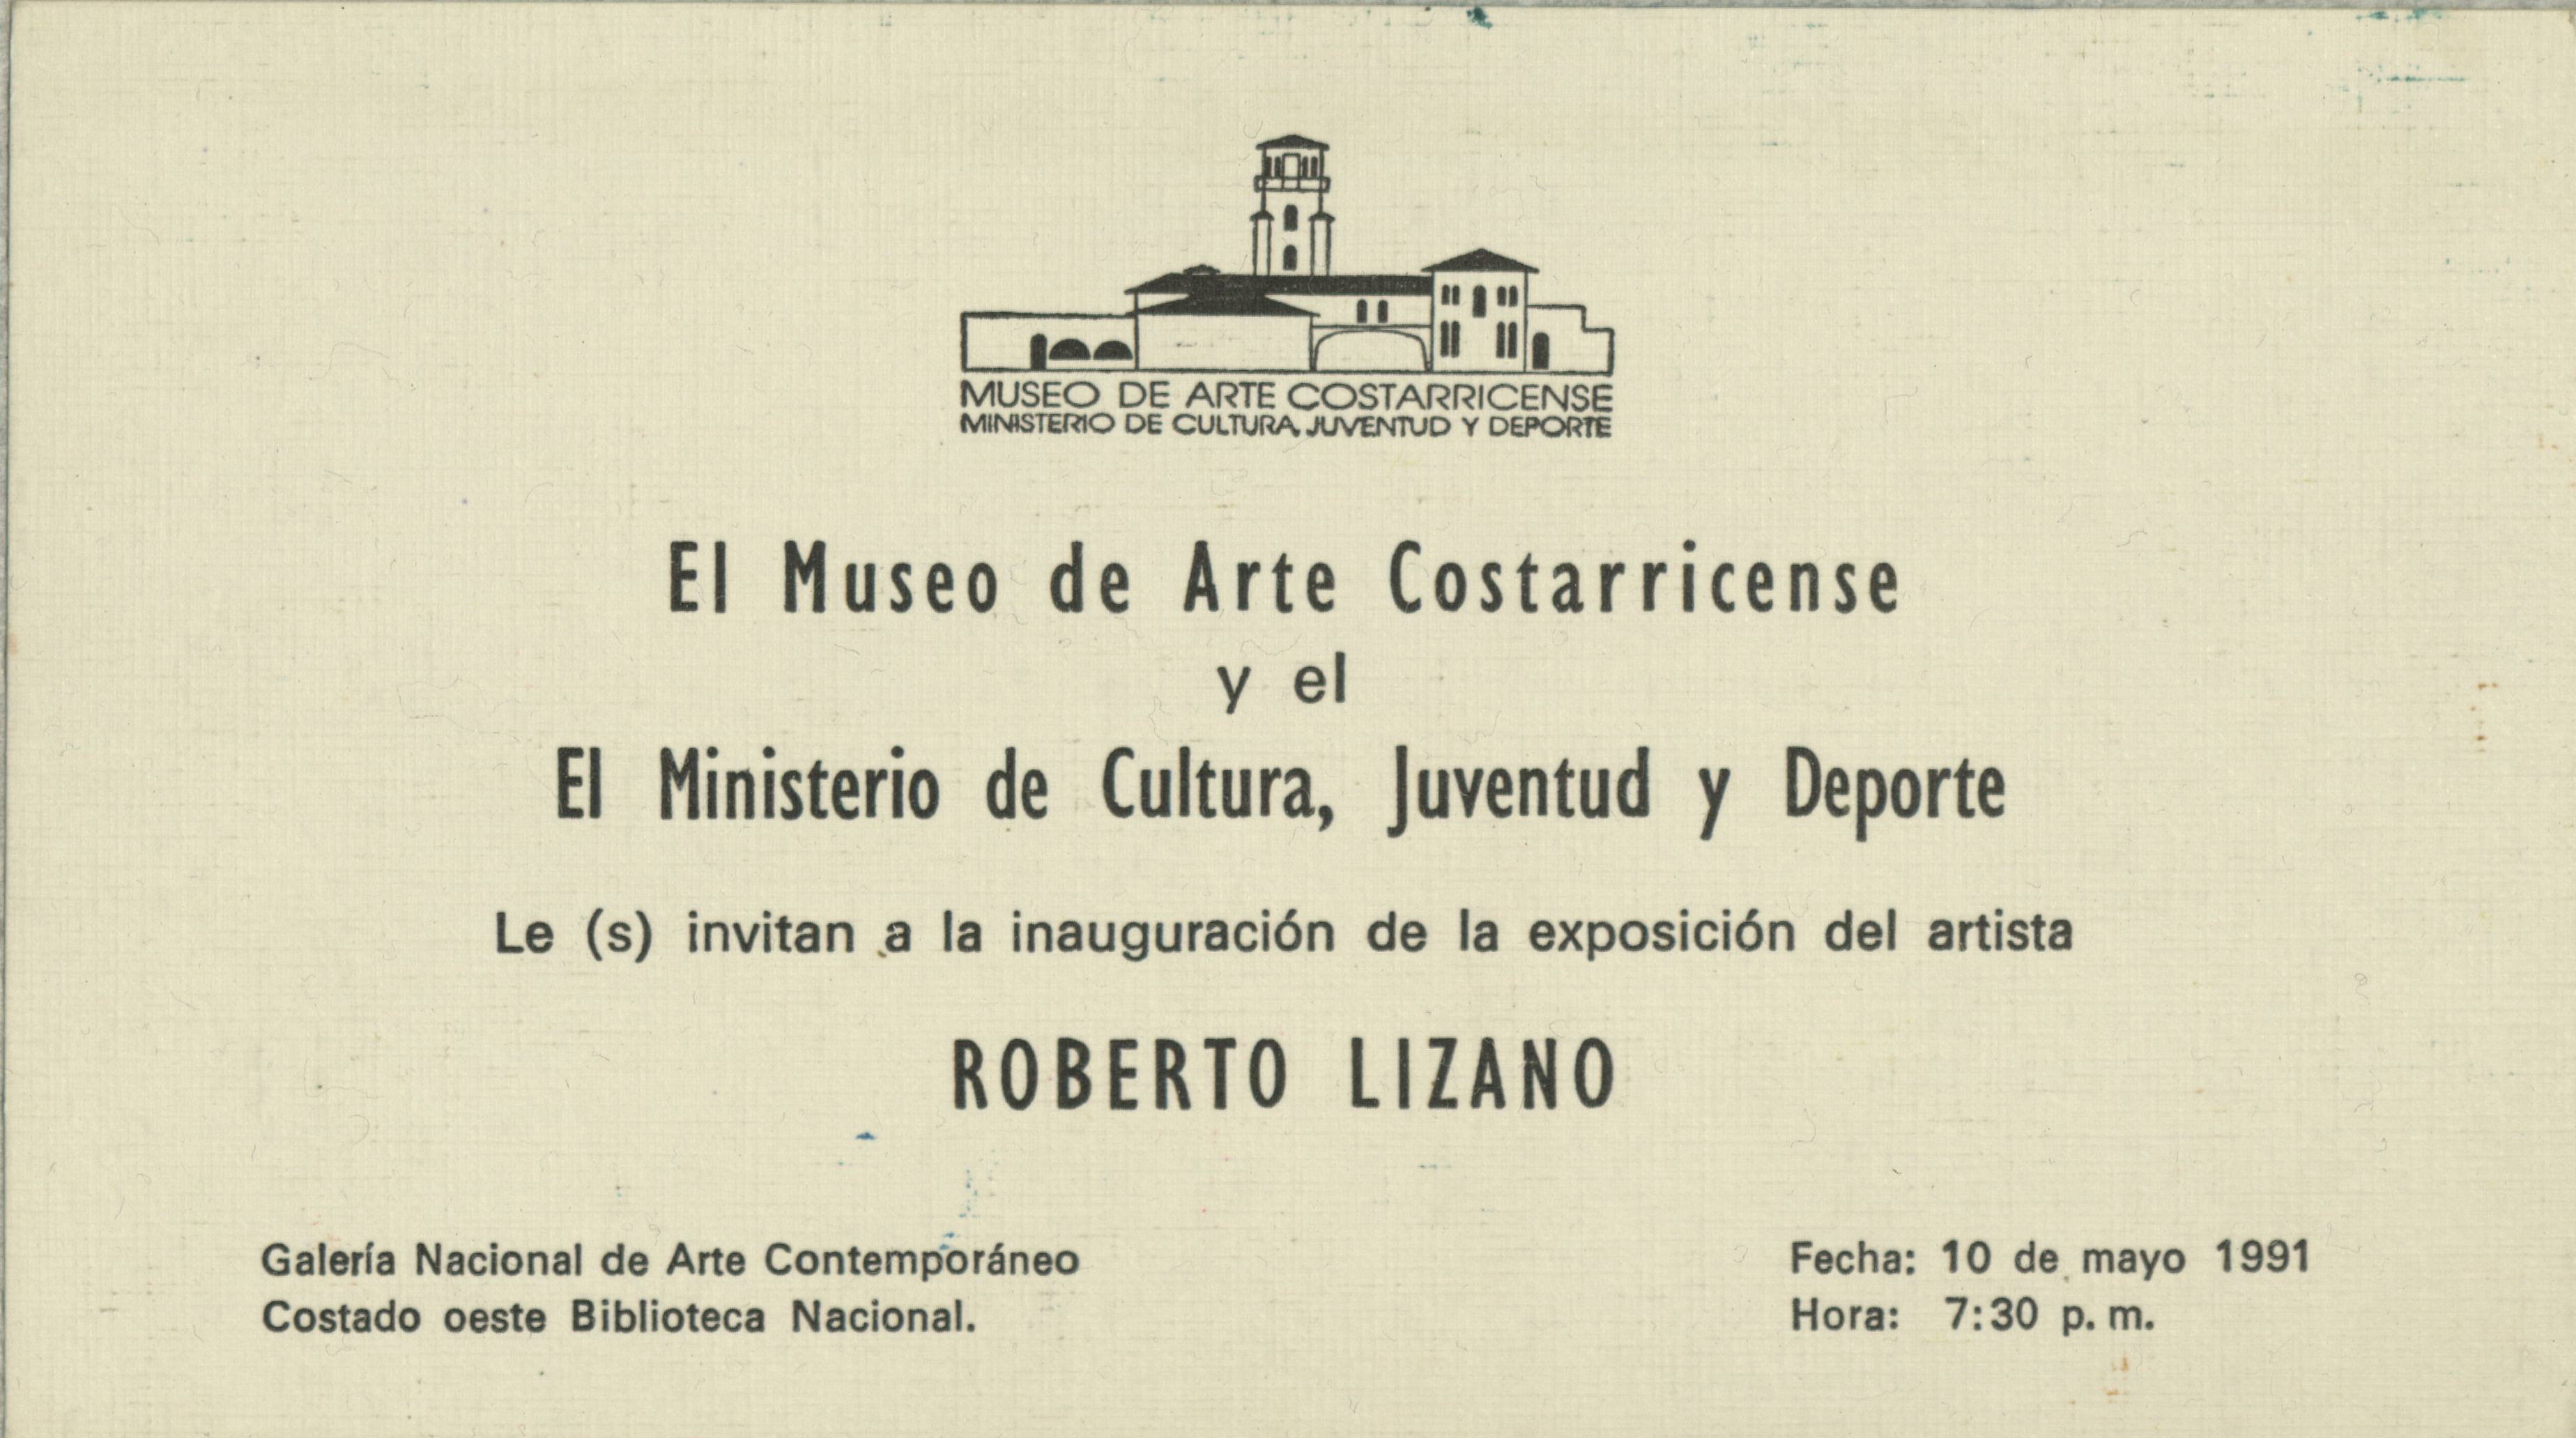 MUSEO DE ARTE COSTARRICENSE
MINISTERIO DE CULTURA, JUVENTUD Y DEPORTE
El Museo de Arte Costarricense
y el
El Ministerio de Cultura, Juventud y Deporte
Le (s) invitan a la inauguración de la exposición del artista
ROBERTO LIZANO
Galería Nacional de Arte Contemporáneo
Costado oeste Biblioteca Nacional.
Fecha: 10 de mayo 1991
Hora: 7:30 p. m.